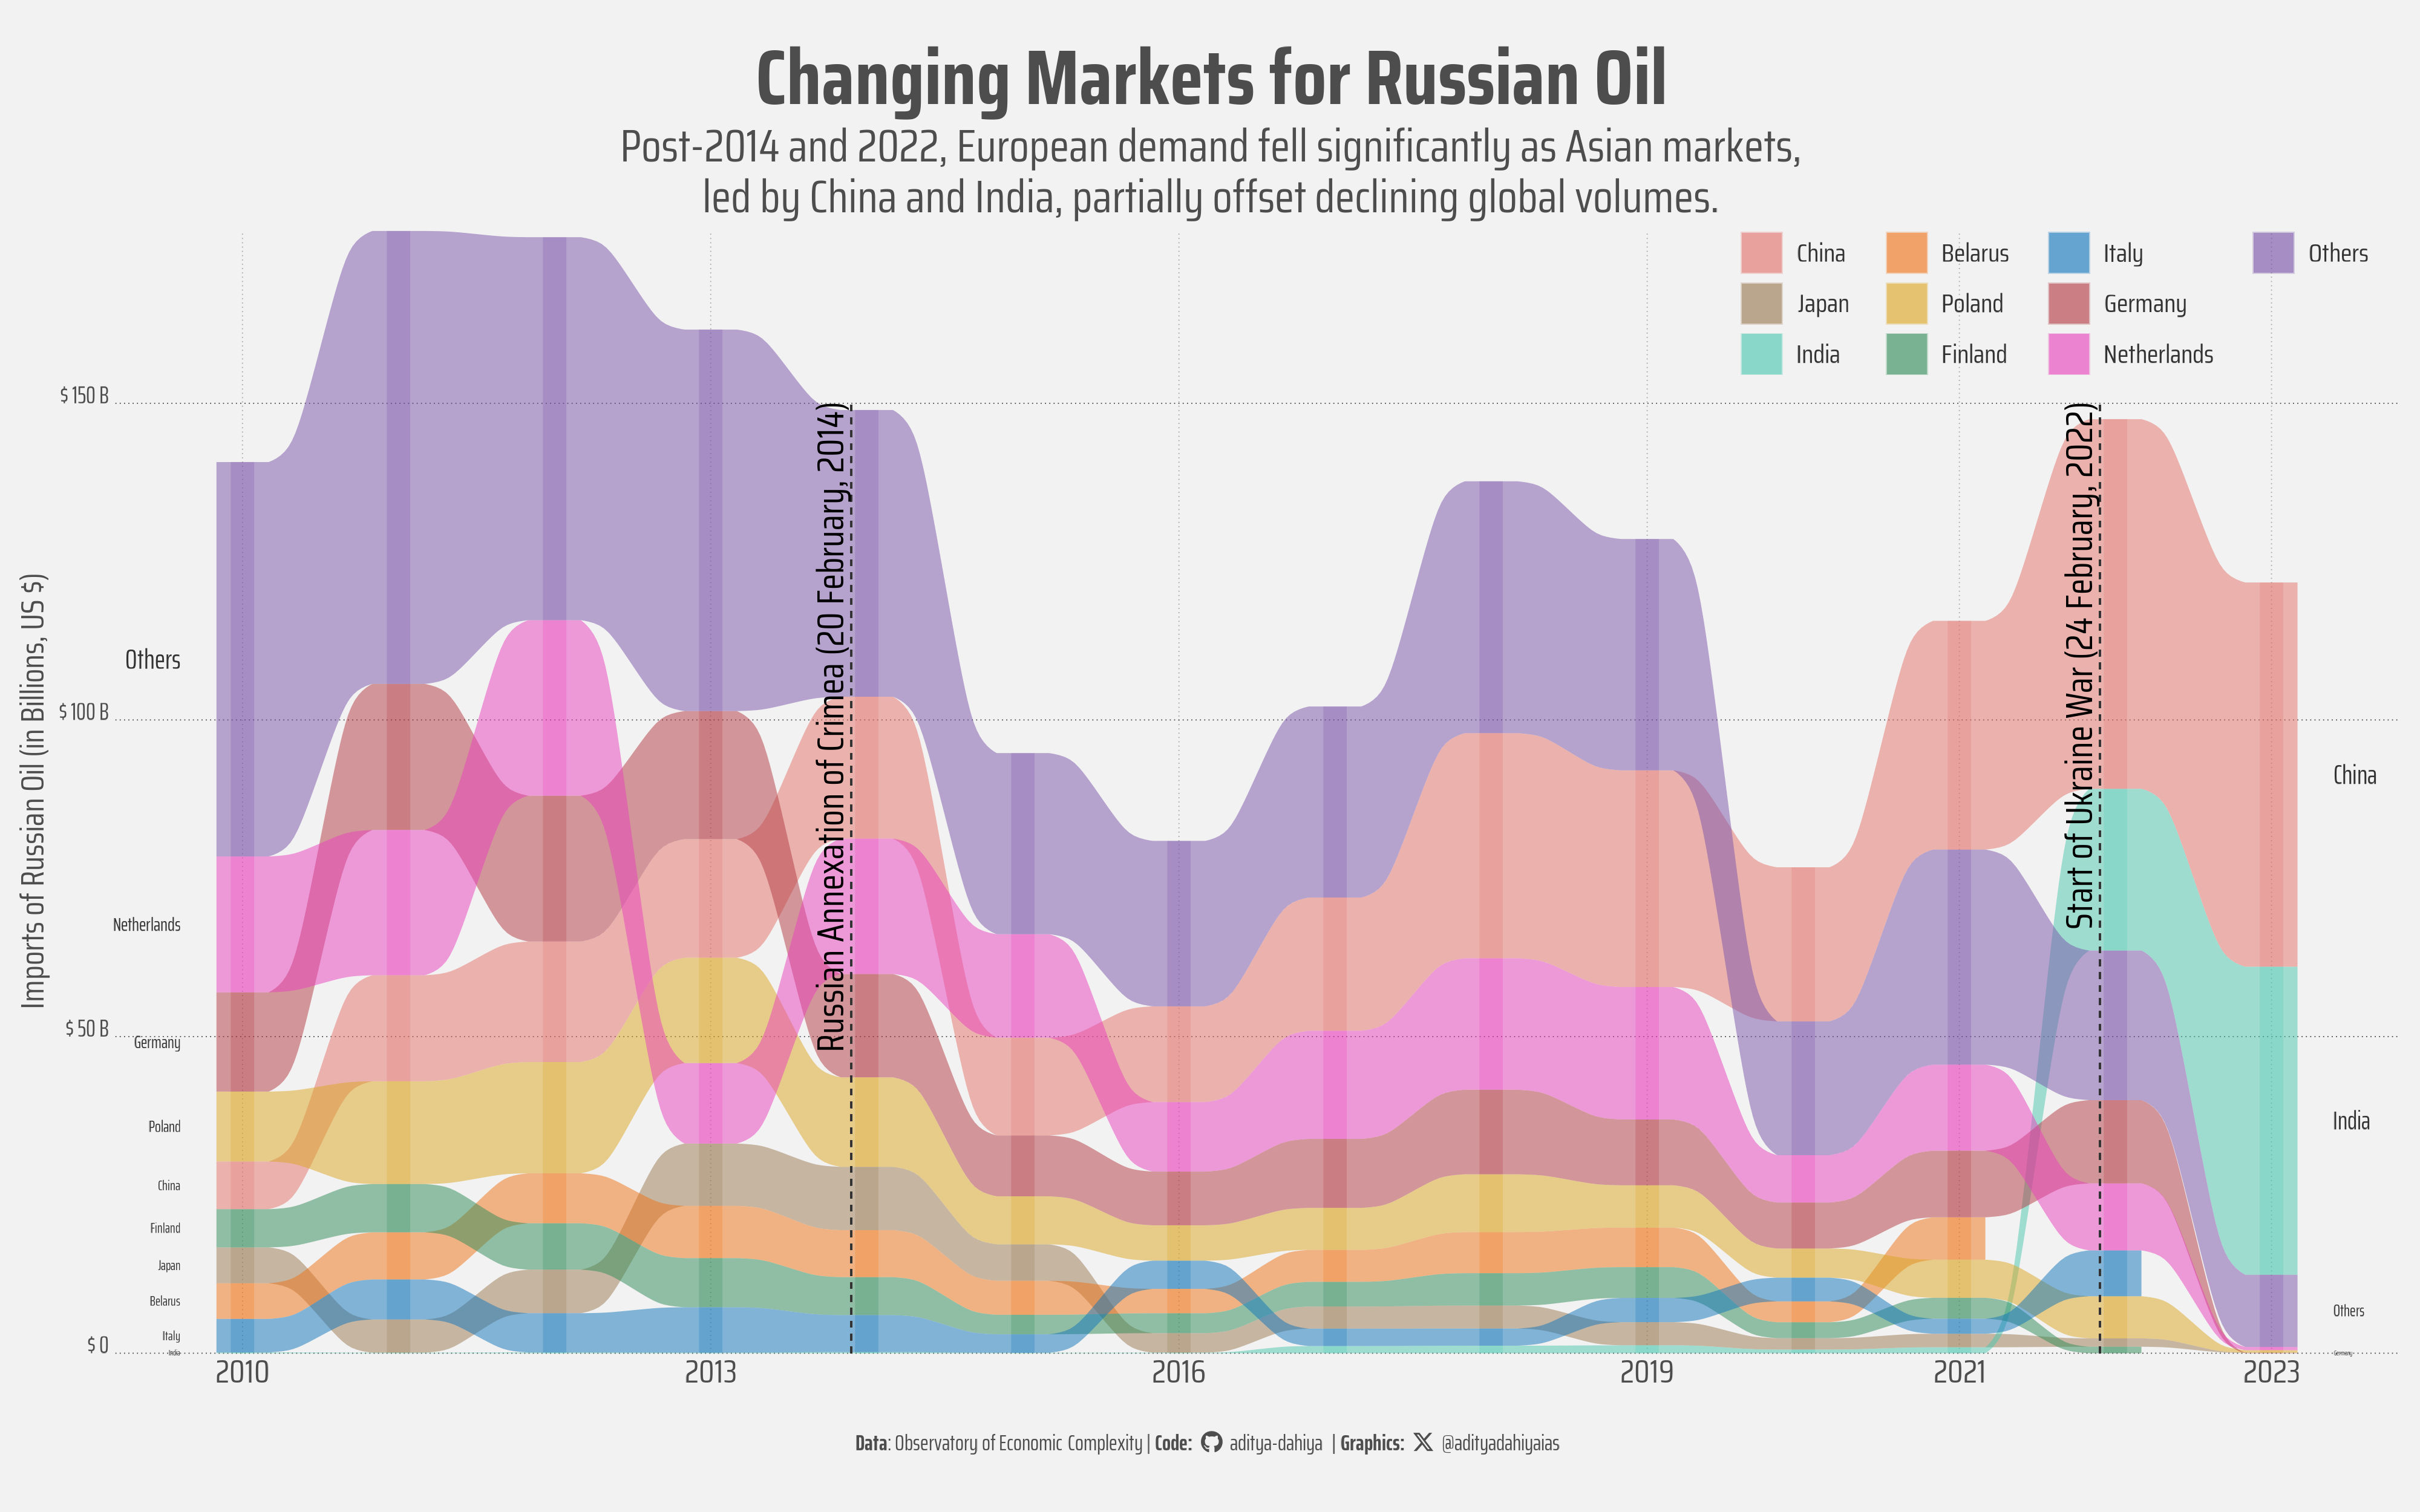 Changing Markets for Russian Oil
Post-2014 and 2022, European demand fell significantly as Asian markets,
led by China and India, partially offset declining global volumes.
China
Belarus
Italy
Others
Japan
Poland
Germany
India
Finland
Netherlands
Imports of Russian Oil (in Billions, US $)
$ 150 B
$ 100 B
$ 50 B
$ 0
Others
Netherlands
Germany
Poland
China
Finland
Japan
Belarus
Italy
India
Russian Annexation of Crimea (20 February, 2014)
Start of Ukraine War (24 February, 2022)
China
India
Others
2010
2013
2016
2019
2021
2023
Data: Observatory of Economic Complexity | Code: aditya-dahiya | Graphics: @adityadahiyaias